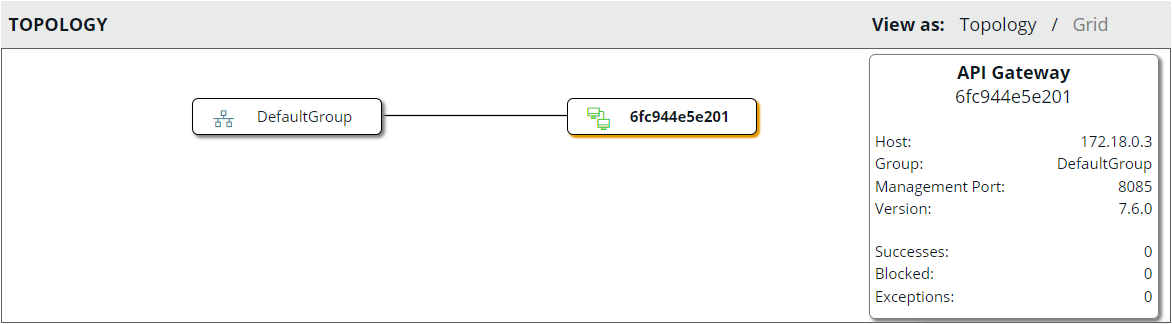 TOPOLOGY View as: Topology / Grid
DefaultGroup 6fc944e5e201
API Gateway
6fc944e5e201
Host: 172.18.0.3
Group: DefaultGroup
Management Port: 8085
Version: 7.6.0
Successes: 0
Blocked: 0
Exceptions: 0